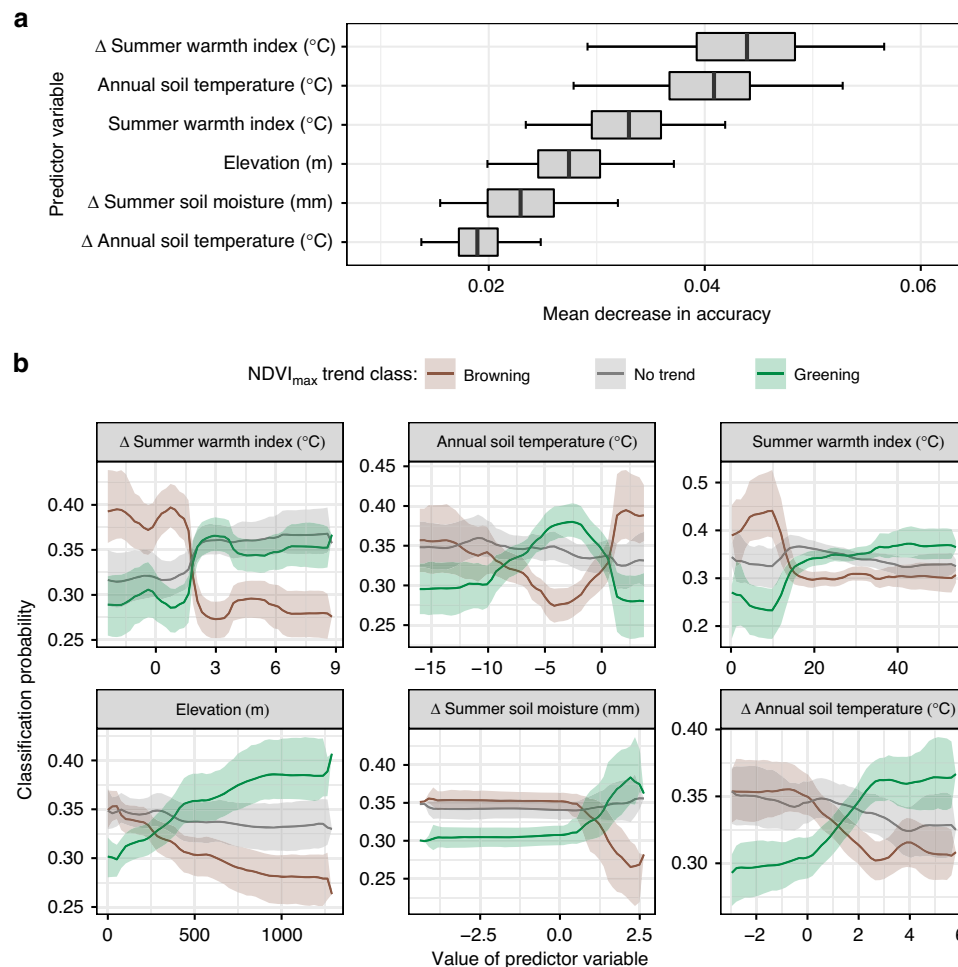 a
Predictor variable
Δ Summer warmth index (°C)
Annual soil temperature (°C)
Summer warmth index (°C)
Elevation (m)
Δ Summer soil moisture (mm)
Δ Annual soil temperature (°C)
0.02 0.04 0.06
Mean decrease in accuracy
b
NDVImax trend class: Browning No trend Greening
Classification probability
Δ Summer warmth index (°C)
0.40
0.35
0.30
0.25
0 3 6 9
Annual soil temperature (°C)
0.45
0.40
0.35
0.30
0.25
−15 −10 −5 0
Summer warmth index (°C)
0.5
0.4
0.3
0.2
0 20 40
Elevation (m)
0.40
0.35
0.30
0.25
0 500 1000
Δ Summer soil moisture (mm)
0.40
0.35
0.30
0.25
−2.5 0.0 2.5
Δ Annual soil temperature (°C)
0.40
0.35
0.30
−2 0 2 4 6
Value of predictor variable